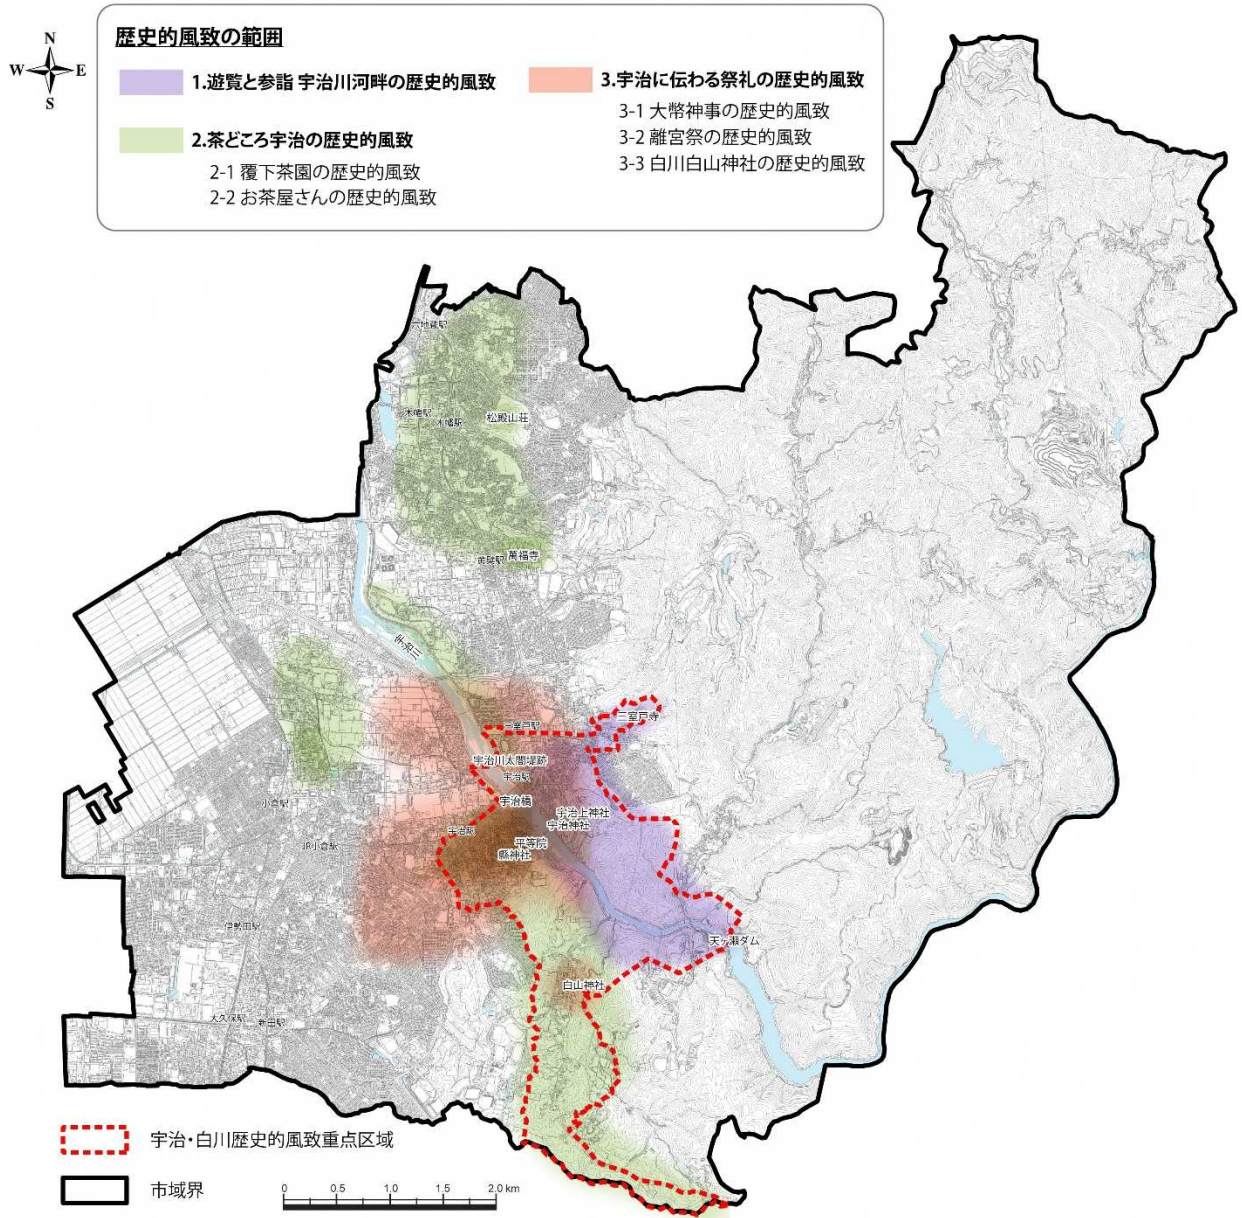 N
W
E
S
歴史的風致の範囲
1.遊覧と参詣 宇治川河畔の歴史的風致
2.茶どころ宇治の歴史的風致
2-1 覆下茶園の歴史的風致
2-2 お茶屋さんの歴史的風致
3.宇治に伝わる祭礼の歴史的風致
3-1 大幣神事の歴史的風致
3-2 離宮祭の歴史的風致
3-3 白川白山神社の歴史的風致
六地蔵駅
木幡駅
木幡駅
松殿山荘
黄檗駅
萬福寺
宇治川
三室戸寺
三室戸駅
宇治川太閤堤跡
宇治駅
宇治橋
宇治上神社
宇治神社
宇治駅
平等院
縣神社
小倉駅
JR小倉駅
伊勢田駅
天ヶ瀬ダム
白山神社
大久保駅
新田駅
宇治・白川歴史的風致重点区域
市域界
0 0.5 1.0 1.5 2.0 km